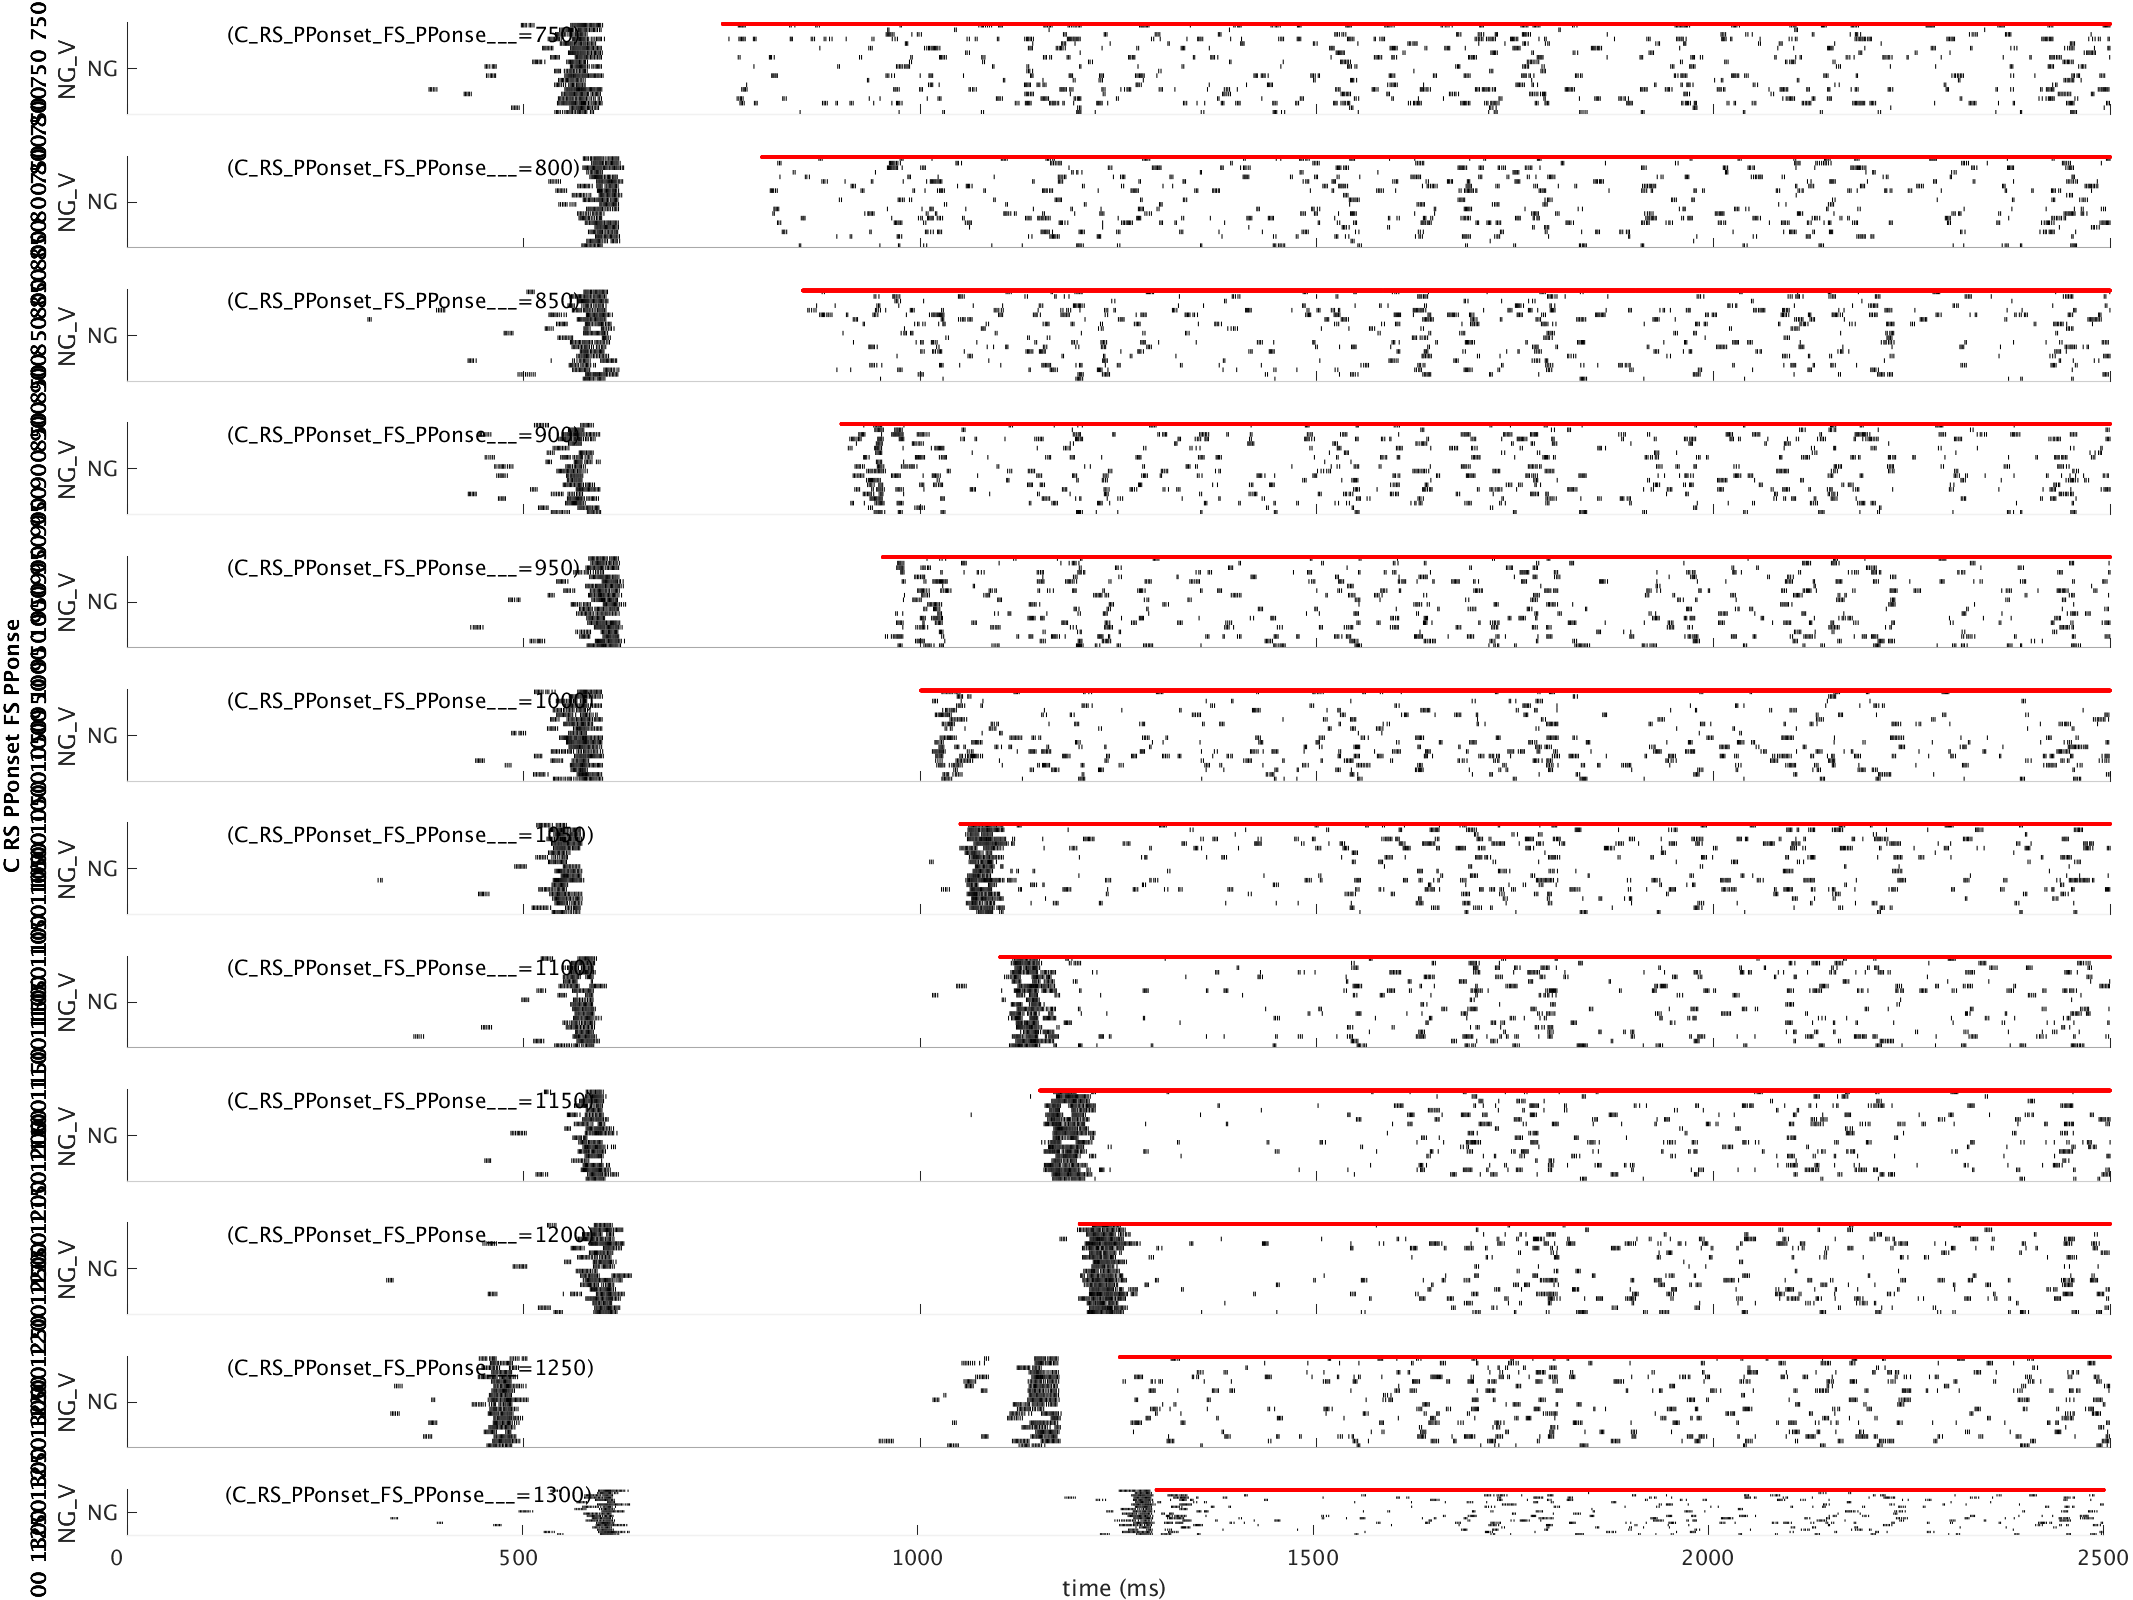 (C_RS_PPonset_FS_PPonse___=750)
NG_V
NG
(C_RS_PPonset_FS_PPonse___=800)
NG_V
NG
(C_RS_PPonset_FS_PPonse___=850)
NG_V
NG
(C_RS_PPonset_FS_PPonse___=900)
NG_V
NG
(C_RS_PPonset_FS_PPonse___=950)
NG_V
NG
(C_RS_PPonset_FS_PPonse___=1000)
NG_V
NG
(C_RS_PPonset_FS_PPonse___=1050)
NG_V
NG
(C_RS_PPonset_FS_PPonse___=1100)
NG_V
NG
(C_RS_PPonset_FS_PPonse___=1150)
NG_V
NG
(C_RS_PPonset_FS_PPonse___=1200)
NG_V
NG
(C_RS_PPonset_FS_PPonse___=1250)
NG_V
NG
(C_RS_PPonset_FS_PPonse___=1300)
NG_V
NG
C RS PPonset FS PPonse
0 500 1000 1500 2000 2500
time (ms)